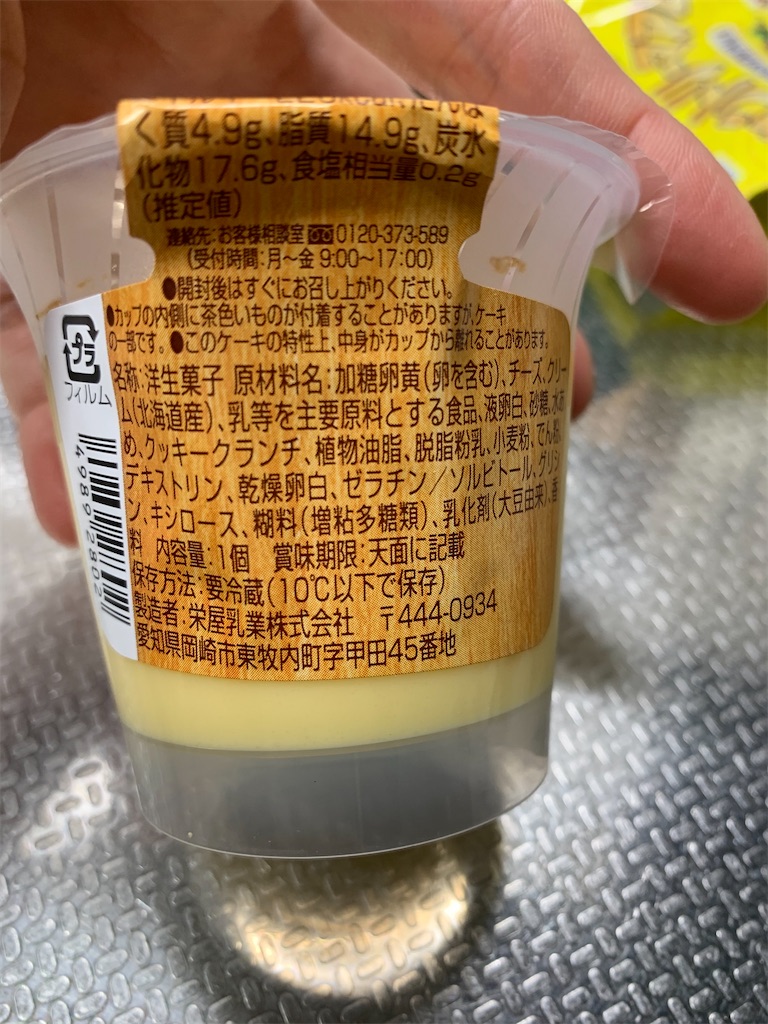 く質4.9g、脂質14.9g、炭水
化物17.6g、食塩相当量0.2g
(推定値)
連絡先:お客様相談室 0120-373-589
(受付時間:月～金 9:00～17:00)
●開封後はすぐにお召し上がりください。
●カップの内側に茶色いものが付着することがありますが、ケーキ
の一部です。●このケーキの特性上、中身がカップから離れることがあります。
プラ
フィルム
名称:洋生菓子 原材料名:加糖卵黄(卵を含む)、チーズ、クリー
ム(北海道産)、乳等を主要原料とする食品、液卵白、砂糖、水あ
め、クッキークランチ、植物油脂、脱脂粉乳、小麦粉、でん粉、
デキストリン、乾燥卵白、ゼラチン/ソルビトール、グリシ
ン、キシロース、糊料(増粘多糖類)、乳化剤(大豆由来)、香
料 内容量:1個 賞味期限:天面に記載
保存方法:要冷蔵(10℃以下で保存)
製造者:栄屋乳業株式会社 〒444-0934
愛知県岡崎市東牧内町字甲田45番地
4989 2802